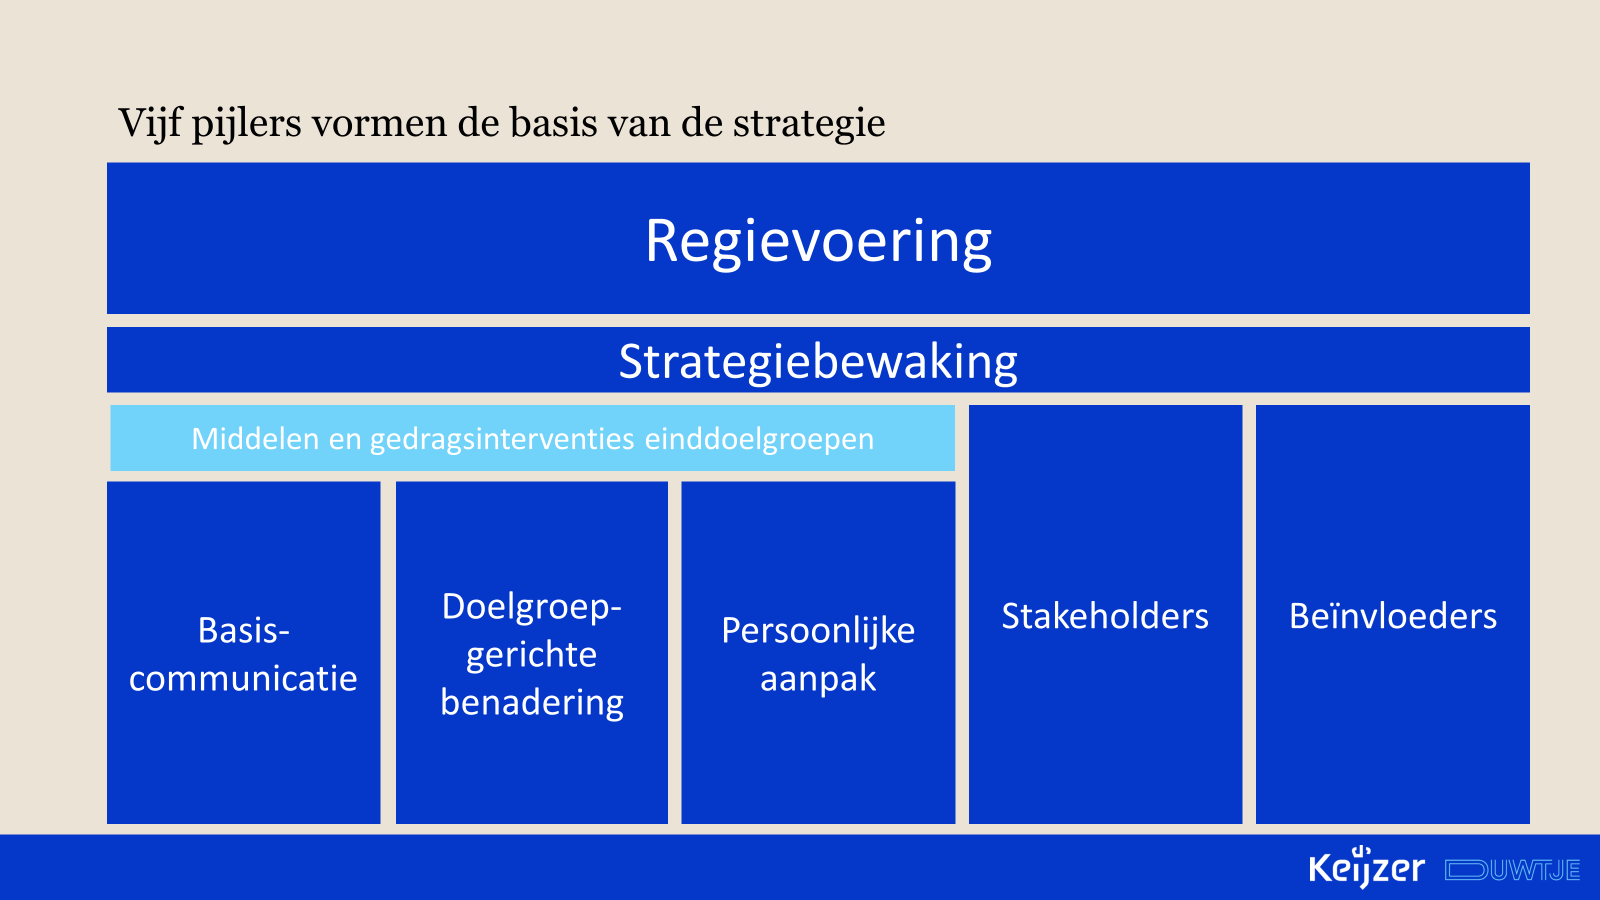 Vijf pijlers vormen de basis van de strategie
Regievoering
Strategiebewaking
Middelen en gedragsinterventies einddoelgroepen
Basis-
communicatie
Doelgroep-
gerichte
benadering
Persoonlijke
aanpak
Stakeholders
Beïnvloeders
Keijzer
DUWTJE